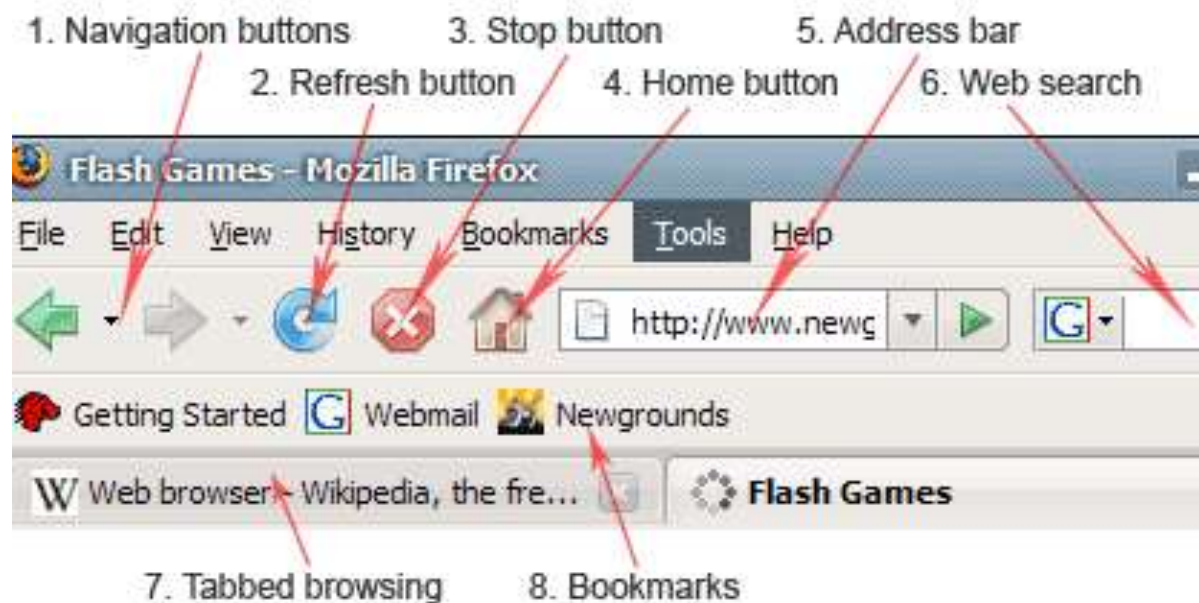 1. Navigation buttons 3. Stop button 5. Address bar
2. Refresh button 4. Home button 6. Web search
Flash Games - Mozilla Firefox
File Edit View History Bookmarks Tools Help
http://www.newg G
Getting Started G Webmail Newgrounds
W Web browser - Wikipedia, the fre... Flash Games
7. Tabbed browsing 8. Bookmarks